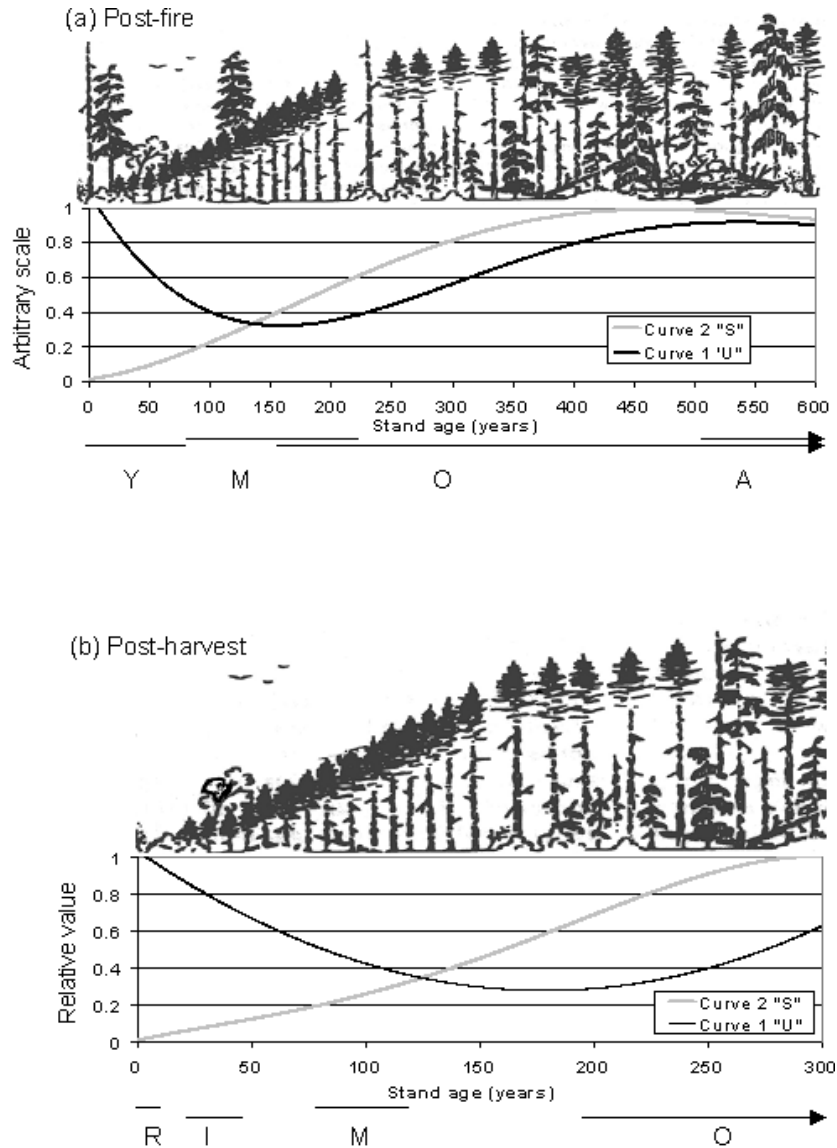 (a) Post-fire
Arbitrary scale
1
0.8
0.6
0.4
0.2
0
Curve 2 "S"
Curve 1 'U"
0 50 100 150 200 250 300 350 400 450 500 550 600
Stand age (years)
Y M O A
(b) Post-harvest
Relative value
1
0.8
0.6
0.4
0.2
0
Curve 2 "S"
Curve 1 "U"
0 50 100 150 200 250 300
Stand age (years)
R I M O